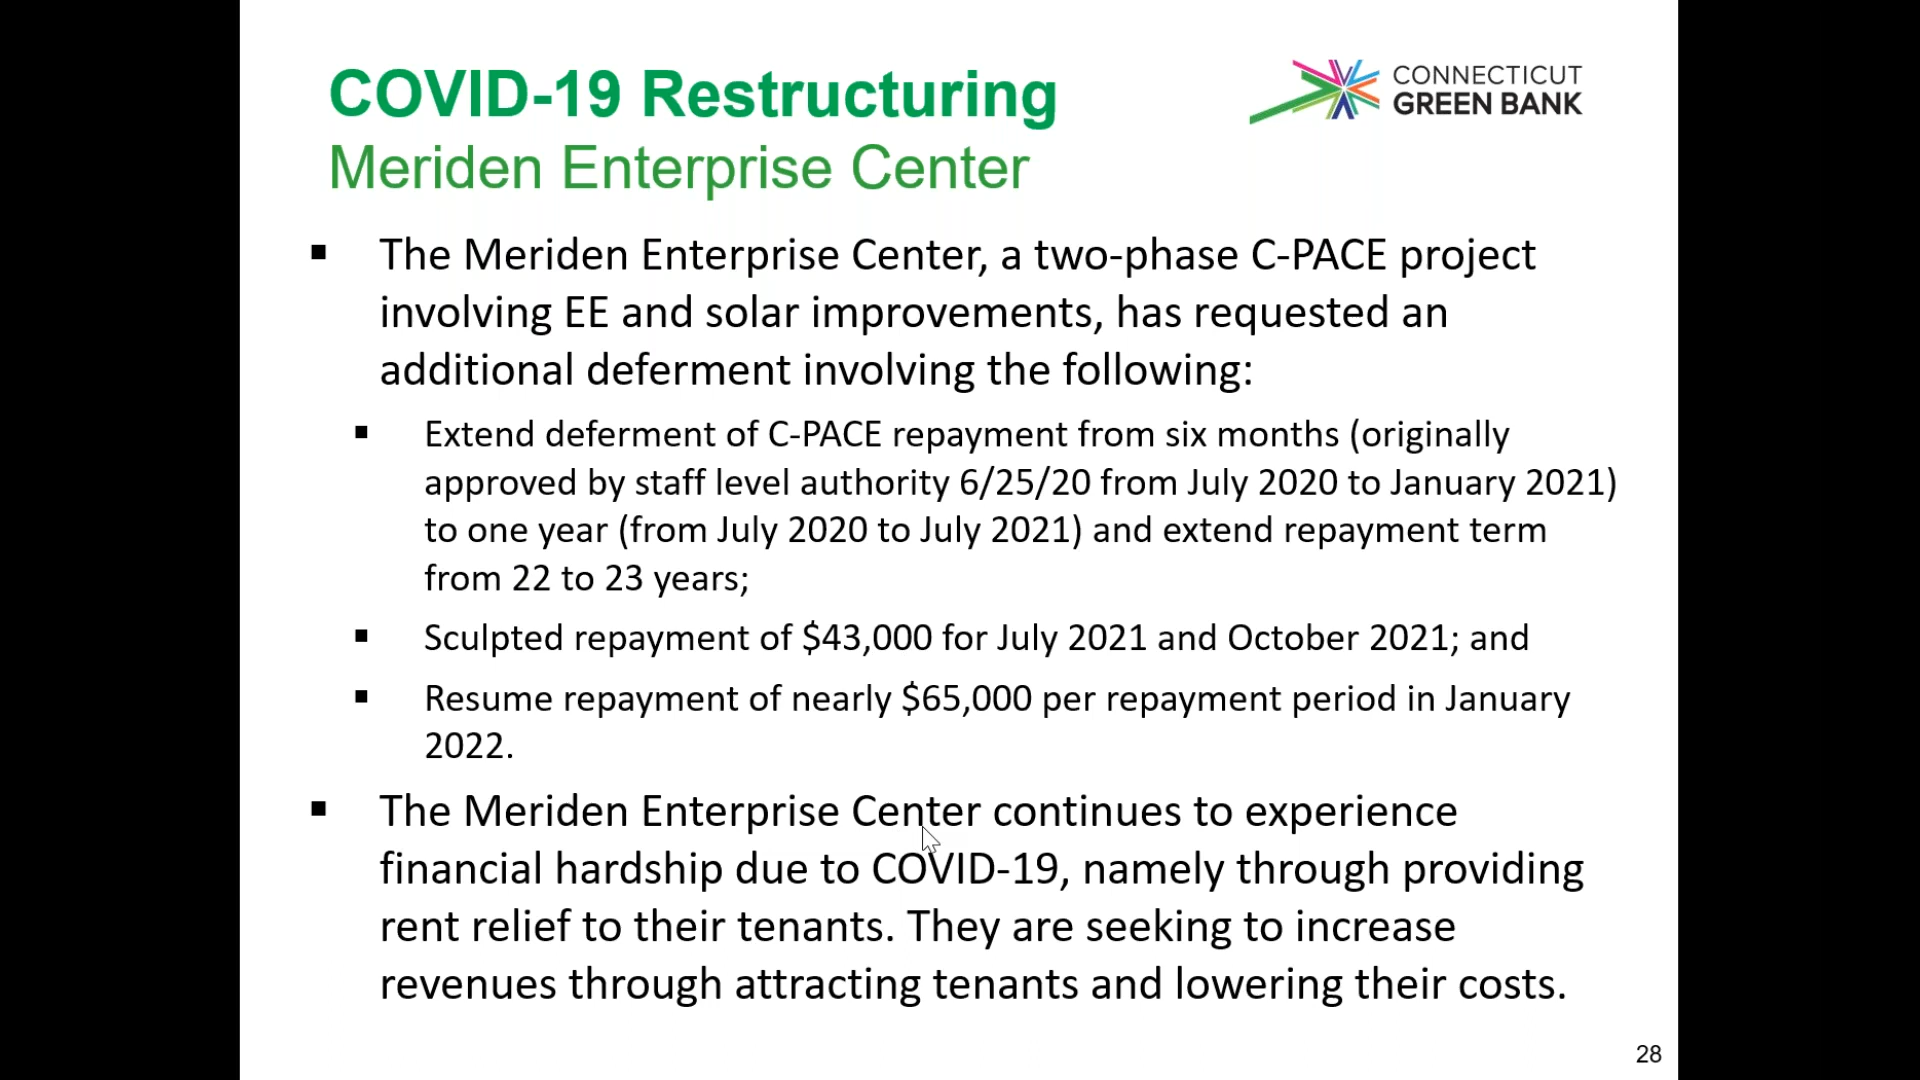 COVID-19 Restructuring
Meriden Enterprise Center
CONNECTICUT
GREEN BANK
▪ The Meriden Enterprise Center, a two-phase C-PACE project
involving EE and solar improvements, has requested an
additional deferment involving the following:
▪ Extend deferment of C-PACE repayment from six months (originally
approved by staff level authority 6/25/20 from July 2020 to January 2021)
to one year (from July 2020 to July 2021) and extend repayment term
from 22 to 23 years;
▪ Sculpted repayment of $43,000 for July 2021 and October 2021; and
▪ Resume repayment of nearly $65,000 per repayment period in January
2022.
▪ The Meriden Enterprise Center continues to experience
financial hardship due to COVID-19, namely through providing
rent relief to their tenants. They are seeking to increase
revenues through attracting tenants and lowering their costs.
28